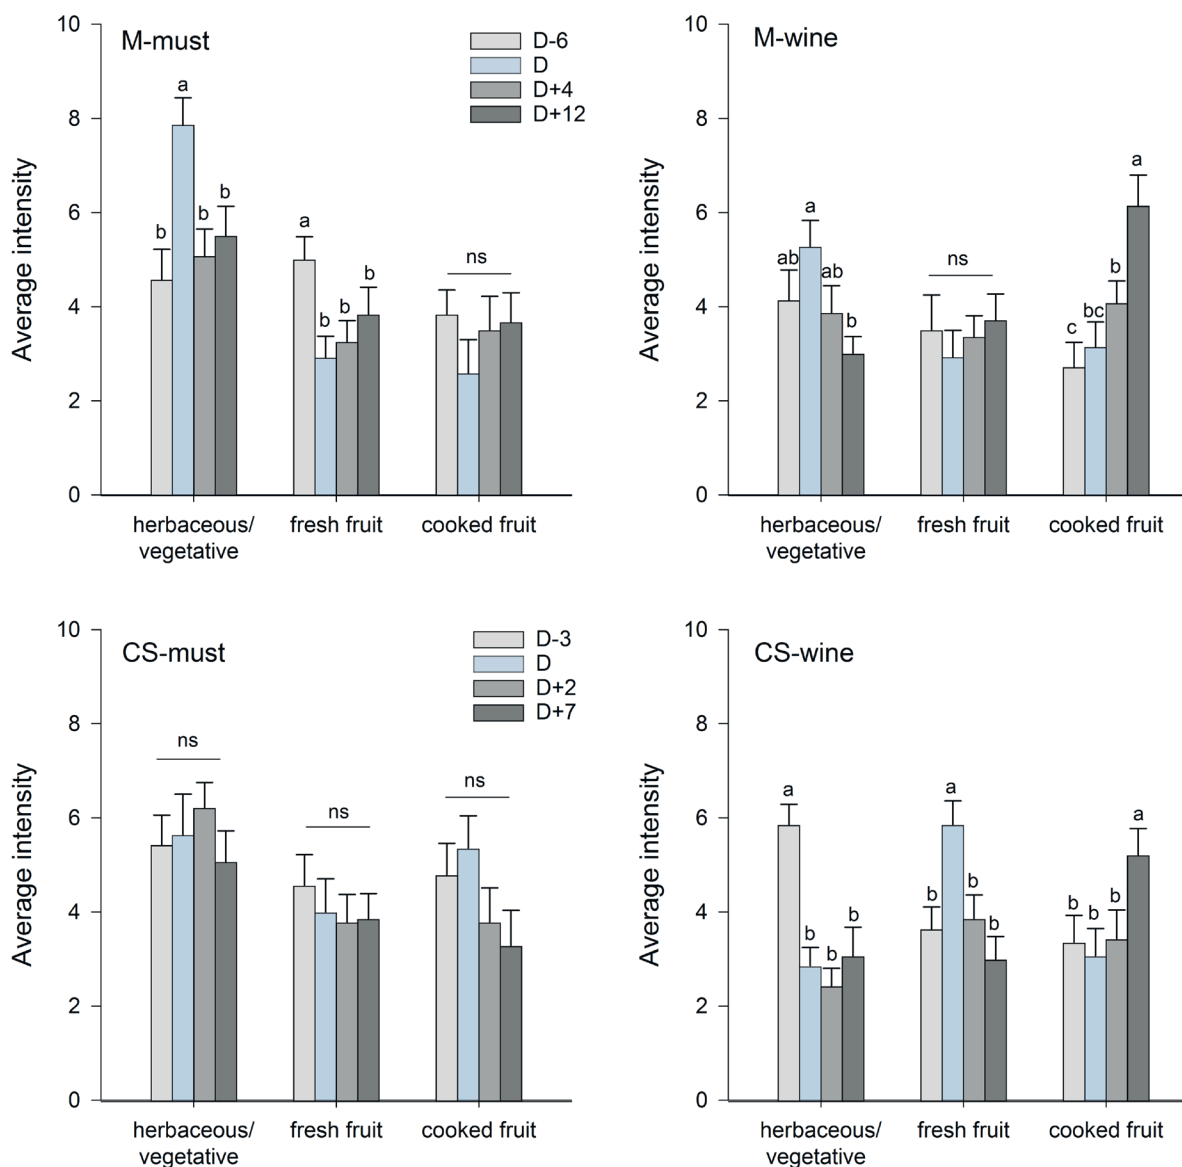 M-must
D-6
D
D+4
D+12
Average intensity
10
8
6
4
2
0
b
a
b
b
a
b
b
b
ns
herbaceous/
vegetative
fresh fruit
cooked fruit
M-wine
Average intensity
10
8
6
4
2
0
ab
a
ab
b
ns
c
bc
b
a
herbaceous/
vegetative
fresh fruit
cooked fruit
CS-must
D-3
D
D+2
D+7
Average intensity
10
8
6
4
2
0
ns
ns
ns
herbaceous/
vegetative
fresh fruit
cooked fruit
CS-wine
Average intensity
10
8
6
4
2
0
a
b
b
b
b
a
b
b
b
b
b
a
herbaceous/
vegetative
fresh fruit
cooked fruit